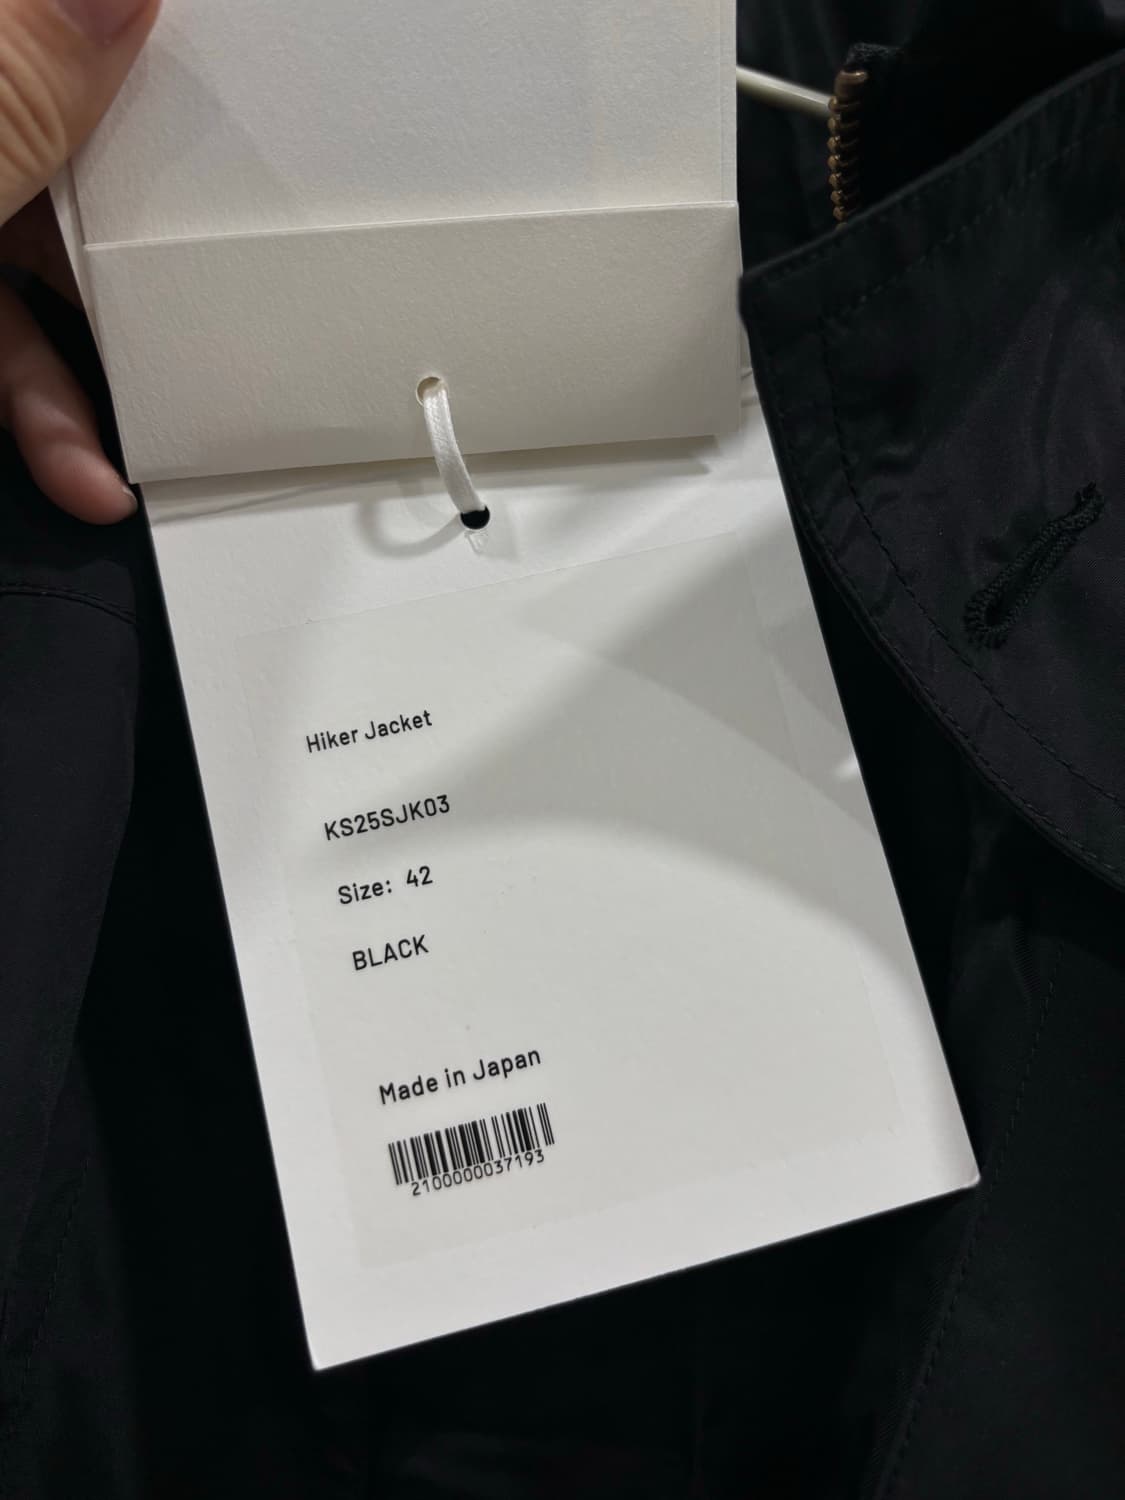 Hiker Jacket
KS25SJK03
Size: 42
BLACK
Made in Japan
2100000037193